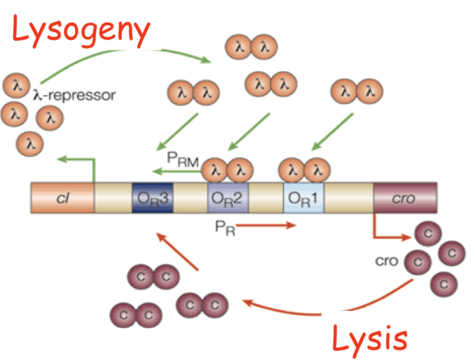 Lysogeny
λ λ
λ
λ-repressor
λ λ
λ λ
λ λ
λ
λ
λ
PRM
λ λ
λ λ
cI
OR3
OR2
OR1
cro
PR
c
cro
c
c
c
c c
c c
c c
Lysis